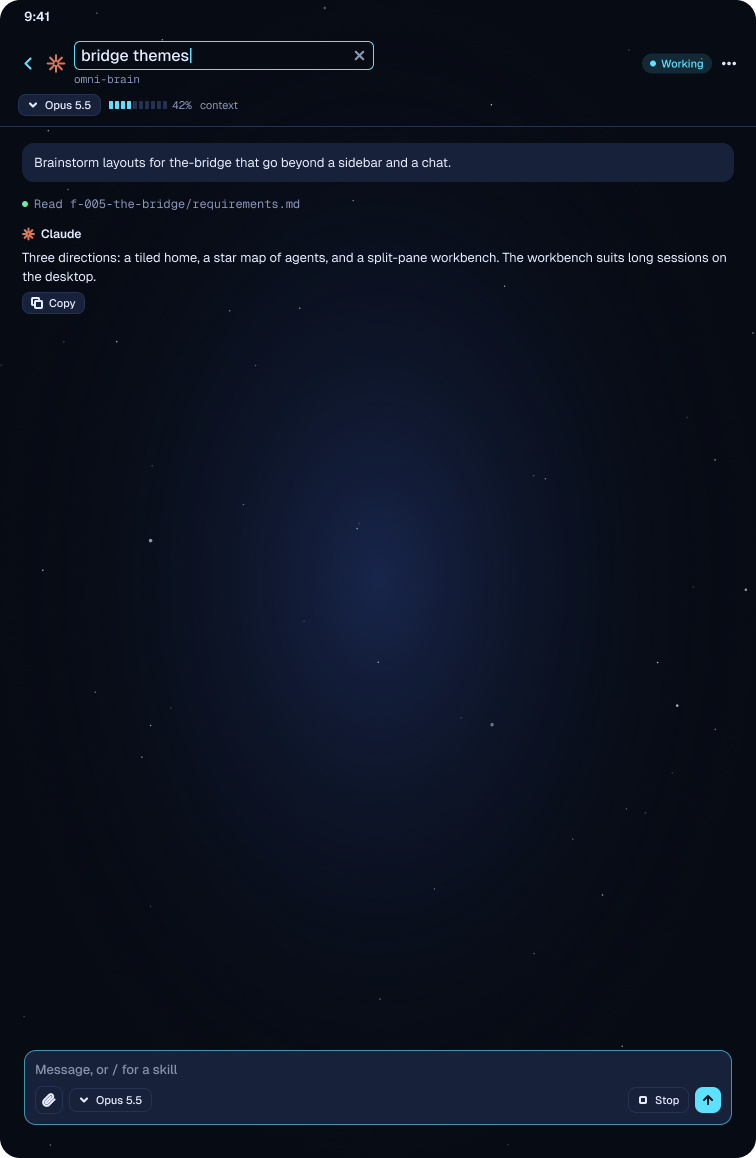 9:41
bridge themes
omni-brain
Working
Opus 5.5
42% context
Brainstorm layouts for the-bridge that go beyond a sidebar and a chat.
Read f-005-the-bridge/requirements.md
Claude
Three directions: a tiled home, a star map of agents, and a split-pane workbench. The workbench suits long sessions on
the desktop.
Copy
Message, or / for a skill
Opus 5.5
Stop